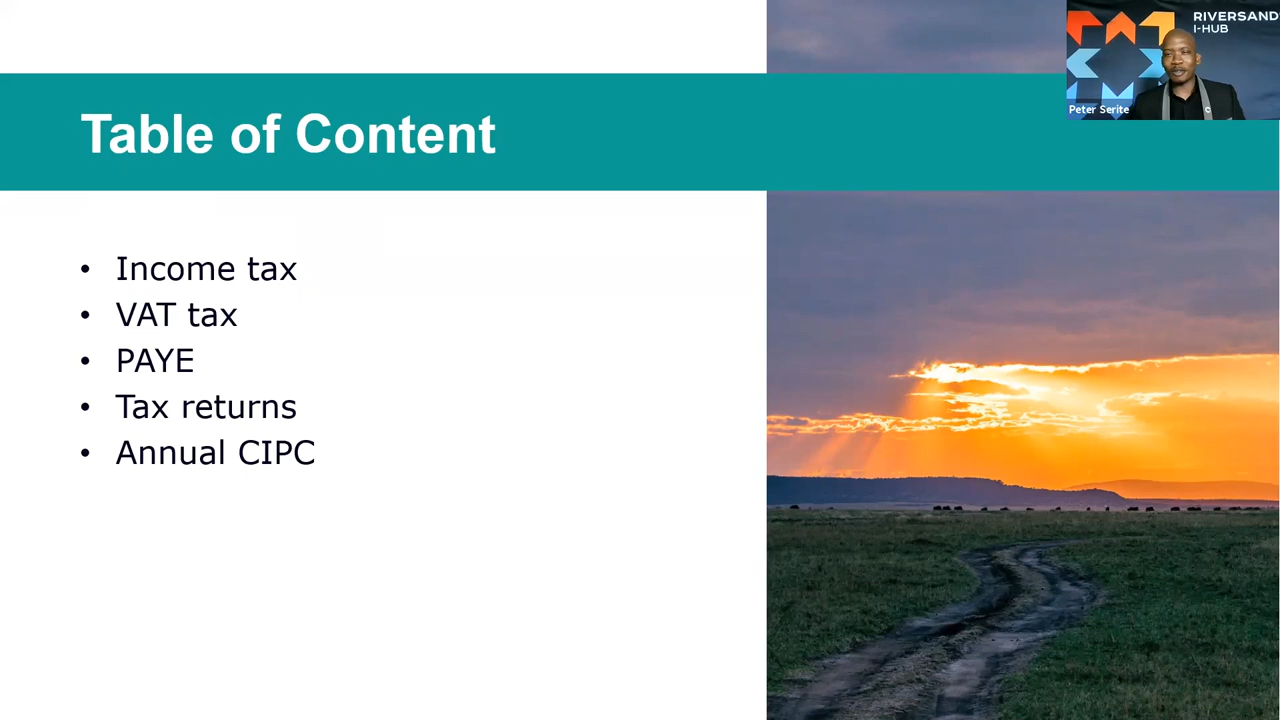 RIVERSAND
I-HUB
Peter Serite
Table of Content
• Income tax
• VAT tax
• PAYE
• Tax returns
• Annual CIPC